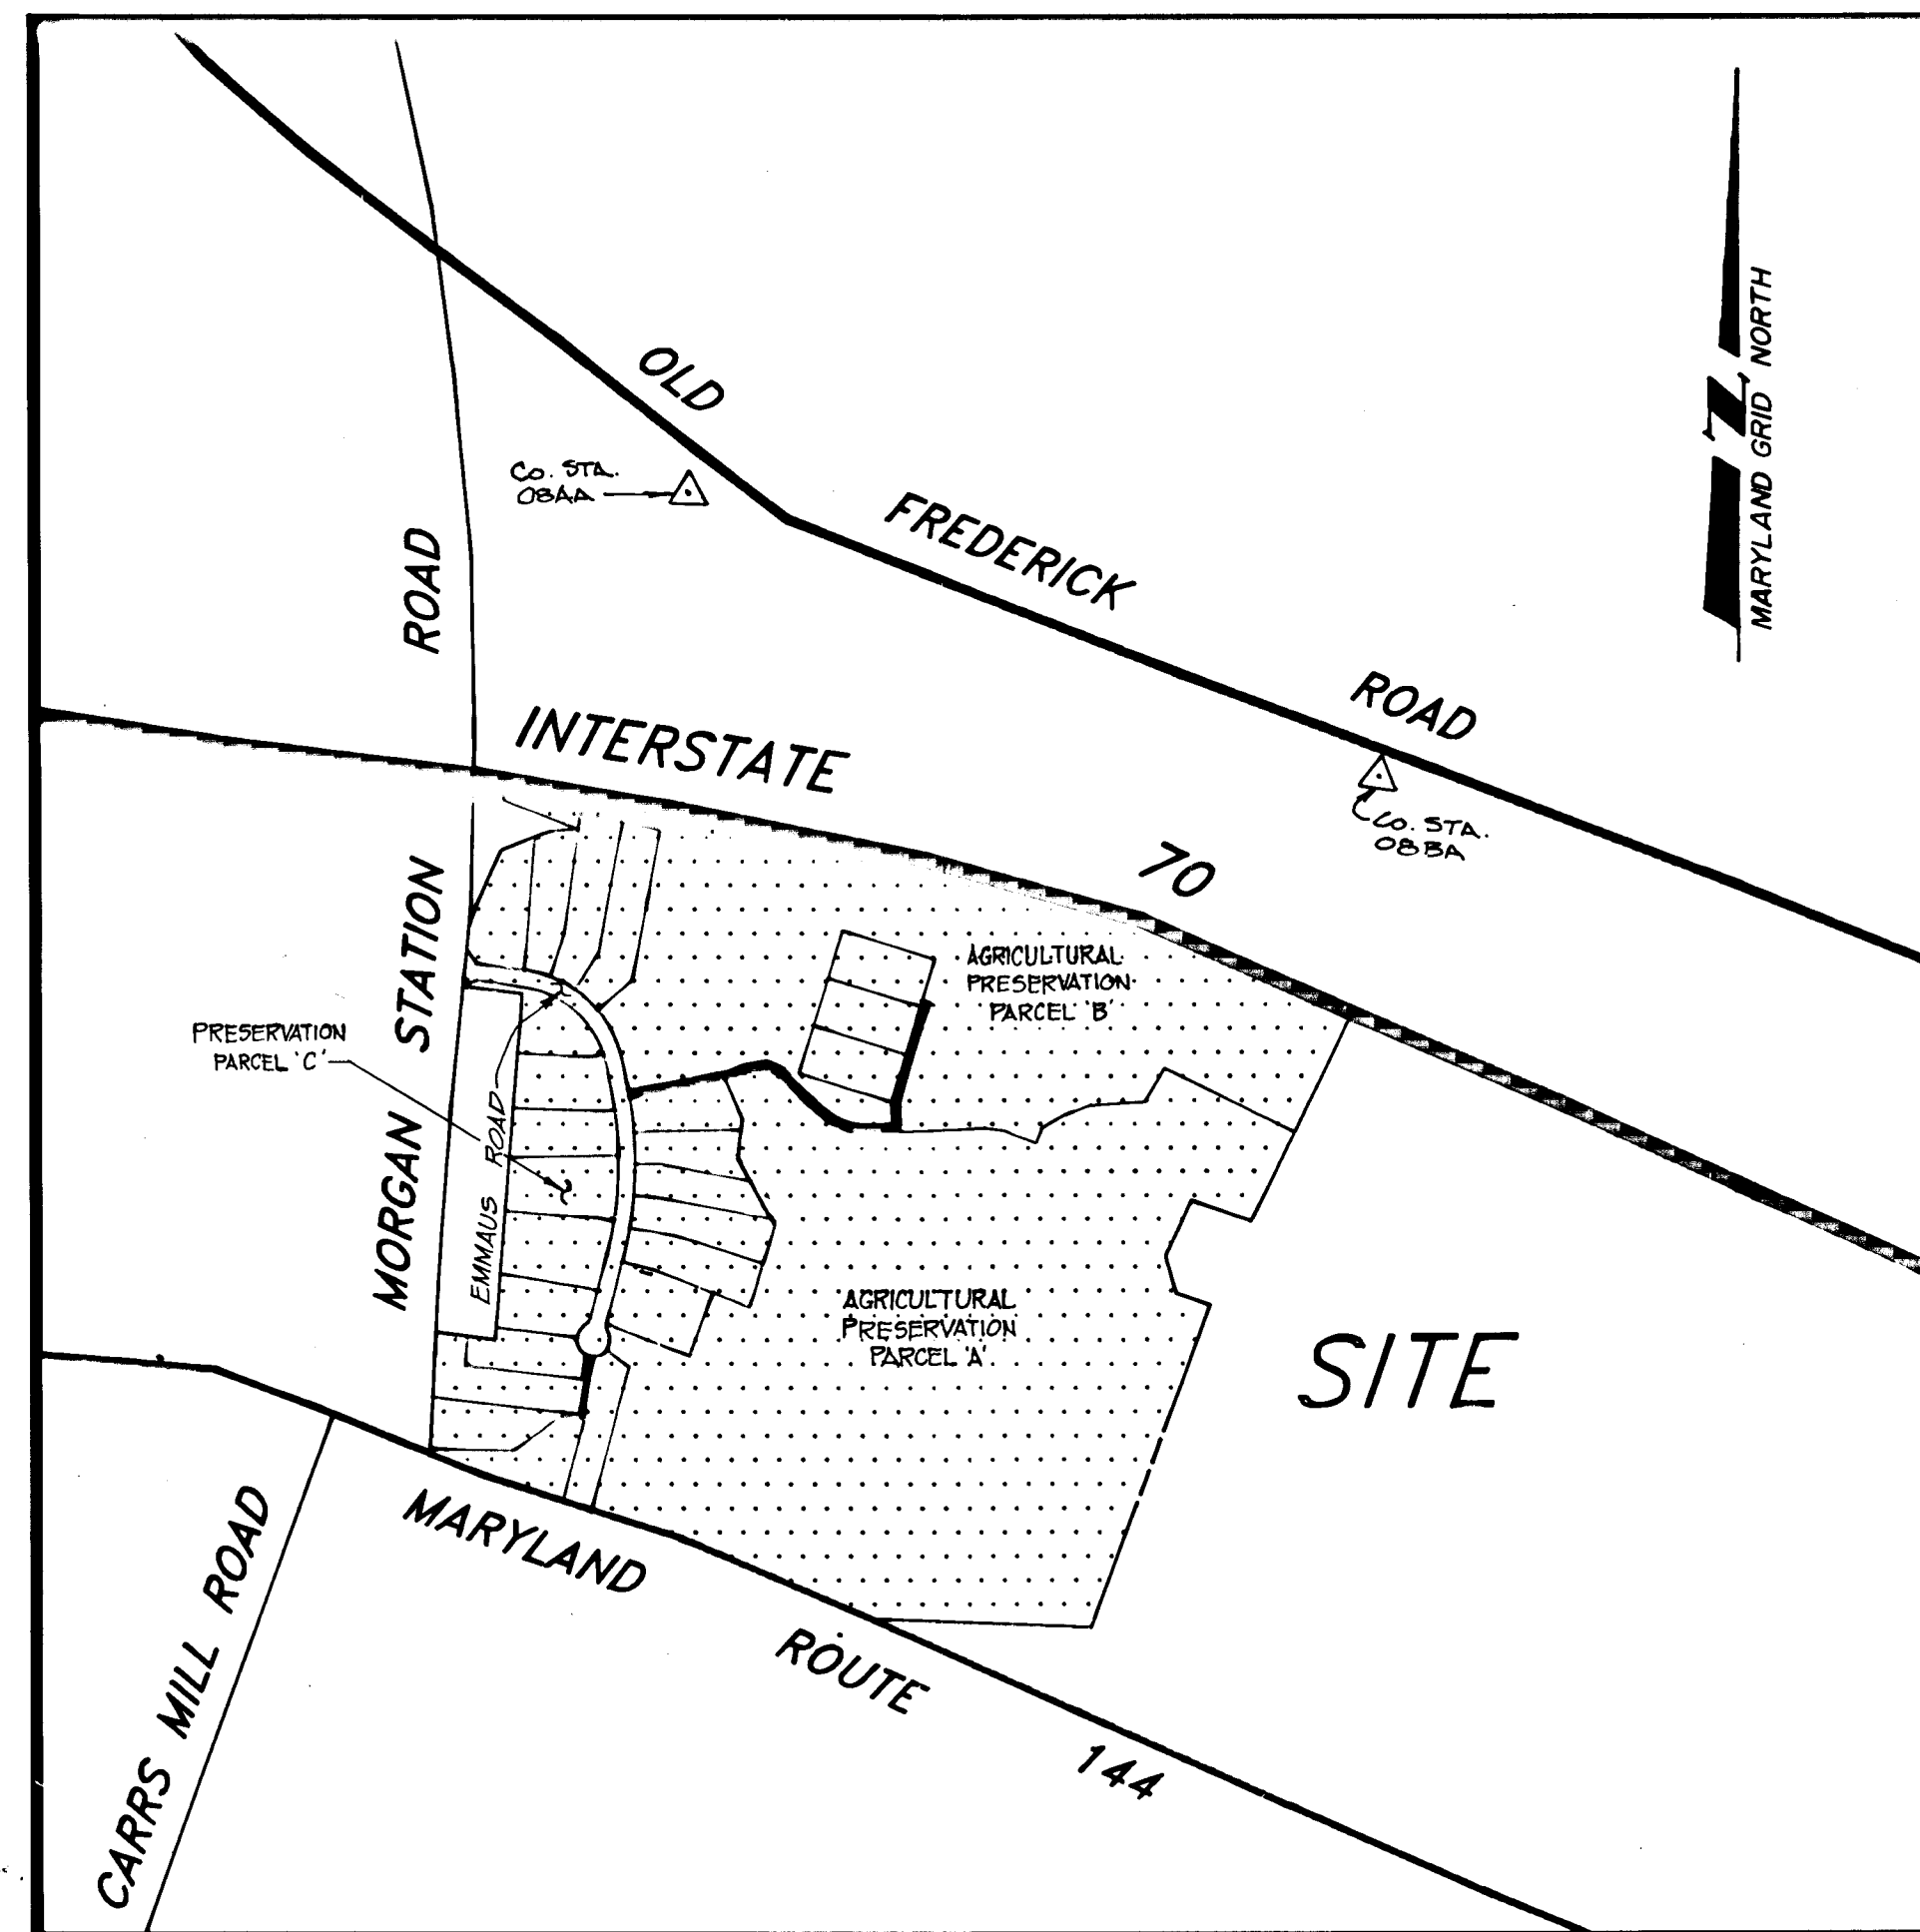 OLD
FREDERICK
ROAD
CO. STA.
08AA
CO. STA.
08BA
MARYLAND GRID NORTH
N
INTERSTATE
70
MORGAN STATION ROAD
PRESERVATION
PARCEL 'C'
EMMAUS ROAD
AGRICULTURAL
PRESERVATION
PARCEL 'B'
AGRICULTURAL
PRESERVATION
PARCEL 'A'
SITE
MARYLAND
ROUTE
144
CARRS MILL ROAD